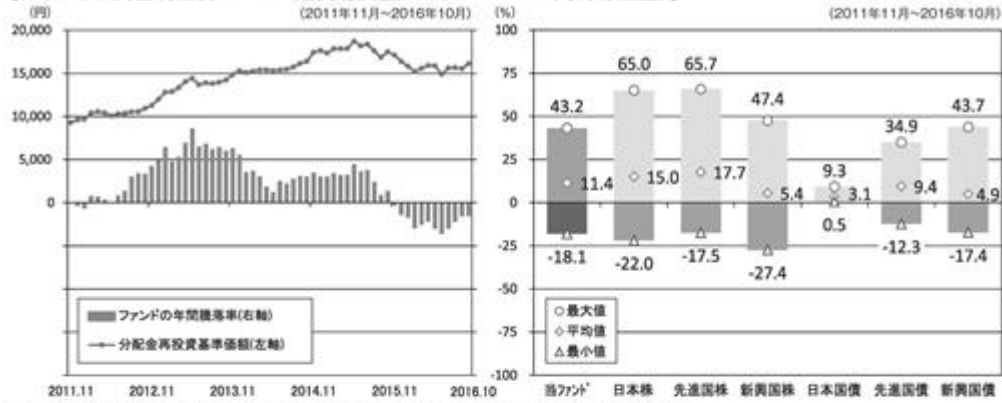 (円)
(2011年11月~2016年10月)
20,000
15,000
10,000
5,000
0
ファンドの年間騰落率(右軸)
分配金再投資基準価額(左軸)
2011.11 2012.11 2013.11 2014.11 2015.11 2016.10
(%)
(2011年11月~2016年10月)
100
75
50
25
0
-25
-50
-75
-100
43.2 65.0 65.7 47.4 9.3 34.9 43.7
11.4 15.0 17.7 5.4 3.1 9.4 4.9
-18.1 -22.0 -17.5 -27.4 0.5 -12.3 -17.4
最大値
平均値
最小値
当ファンド 日本株 先進国株 新興国株 日本国債 先進国債 新興国債